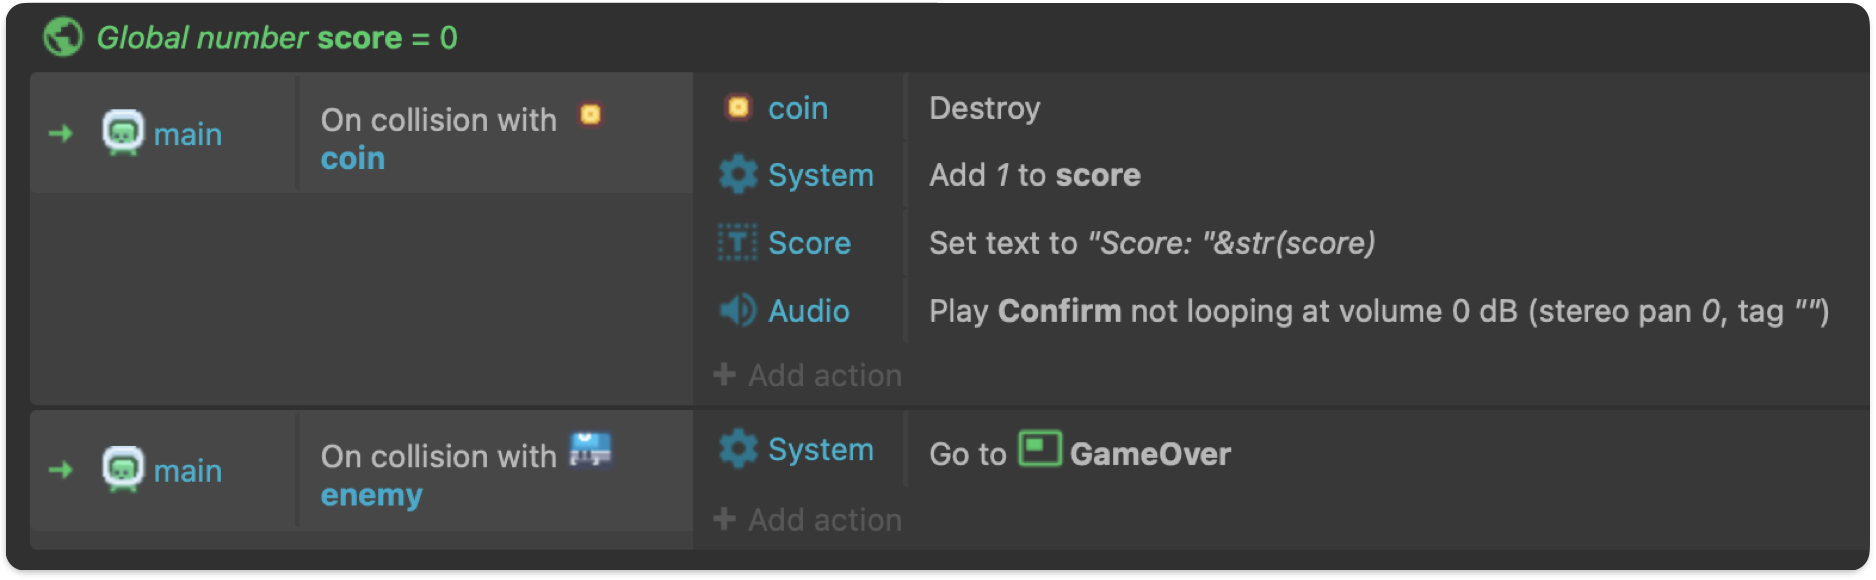 Global number score = 0
main
On collision with
coin
coin Destroy
System Add 1 to score
Score Set text to "Score: "&str(score)
Audio Play Confirm not looping at volume 0 dB (stereo pan 0, tag "")
+ Add action
main
On collision with
enemy
System Go to GameOver
+ Add action